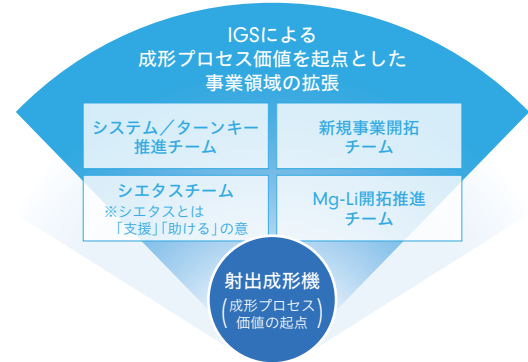 IGSによる
成形プロセス価値を起点とした
事業領域の拡張
システム／ターンキー
推進チーム
新規事業開拓
チーム
シエタスチーム
※シエタスとは
「支援」「助ける」の意
Mg-Li開拓推進
チーム
射出成形機
(成形プロセス
価値の起点)